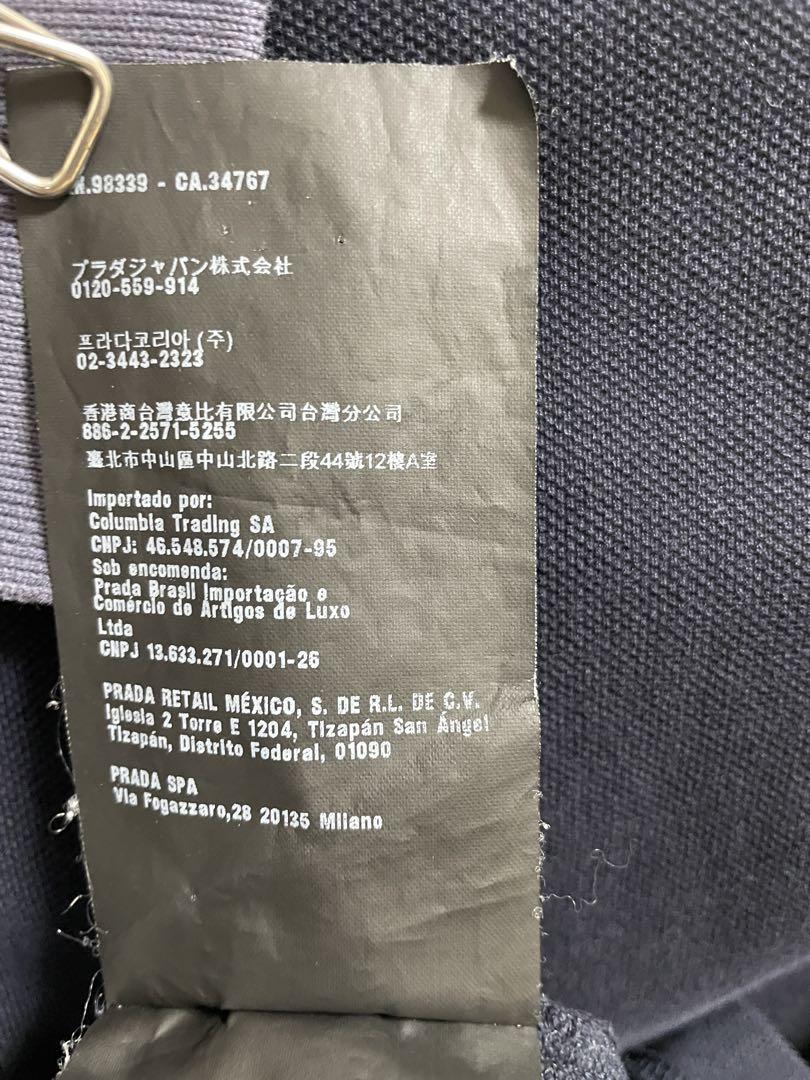 .98339 - CA.34767
プラダジャパン株式会社
0120-559-914
프라다코리아 (주)
02-3443-2323
香港商台灣意比有限公司台灣分公司
886-2-2571-5255
臺北市中山區中山北路二段44號12樓A室
Importado por:
Columbia Trading SA
CNPJ: 46.548.574/0007-95
Sob encomenda:
Prada Brasil Importação e
Comércio de Artigos de Luxo
Ltda
CNPJ 13.633.271/0001-26
PRADA RETAIL MÉXICO, S. DE R.L. DE C.V.
Iglesia 2 Torre E 1204, Tizapán San Ángel
Tizapán, Distrito Federal, 01090
PRADA SPA
Via Fogazzaro,28 20135 Milano